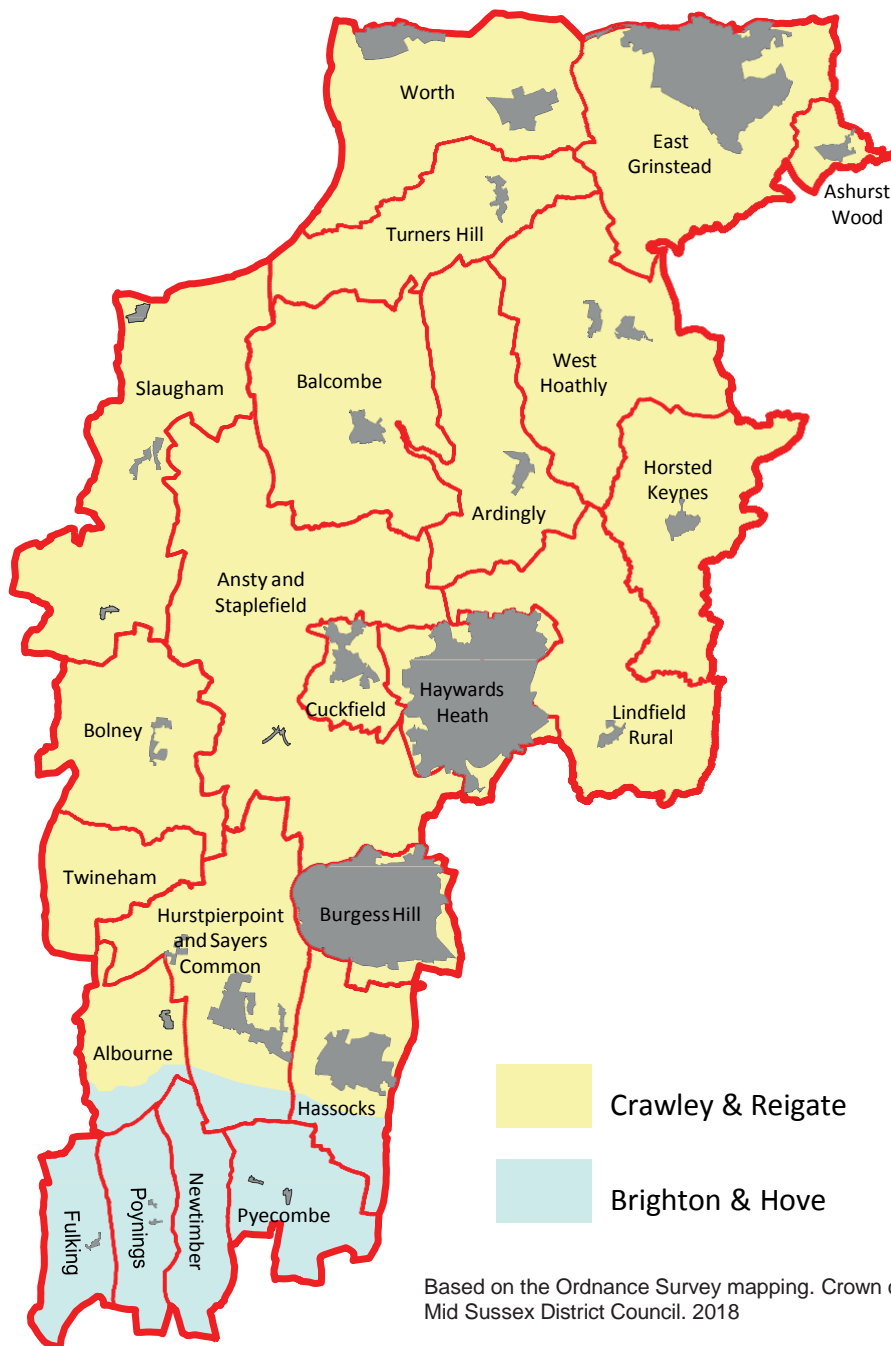 Worth
East
Grinstead
Ashurst
Wood
Turners Hill
West
Hoathly
Slaugham
Balcombe
Horsted
Keynes
Ardingly
Ansty and
Staplefield
Cuckfield
Haywards
Heath
Lindfield
Rural
Bolney
Twineham
Burgess Hill
Hurstpierpoint
and Sayers
Common
Albourne
Hassocks
Crawley & Reigate
Fulking
Poynings
Newtimber
Pyecombe
Brighton & Hove
Based on the Ordnance Survey mapping. Crown c
Mid Sussex District Council. 2018